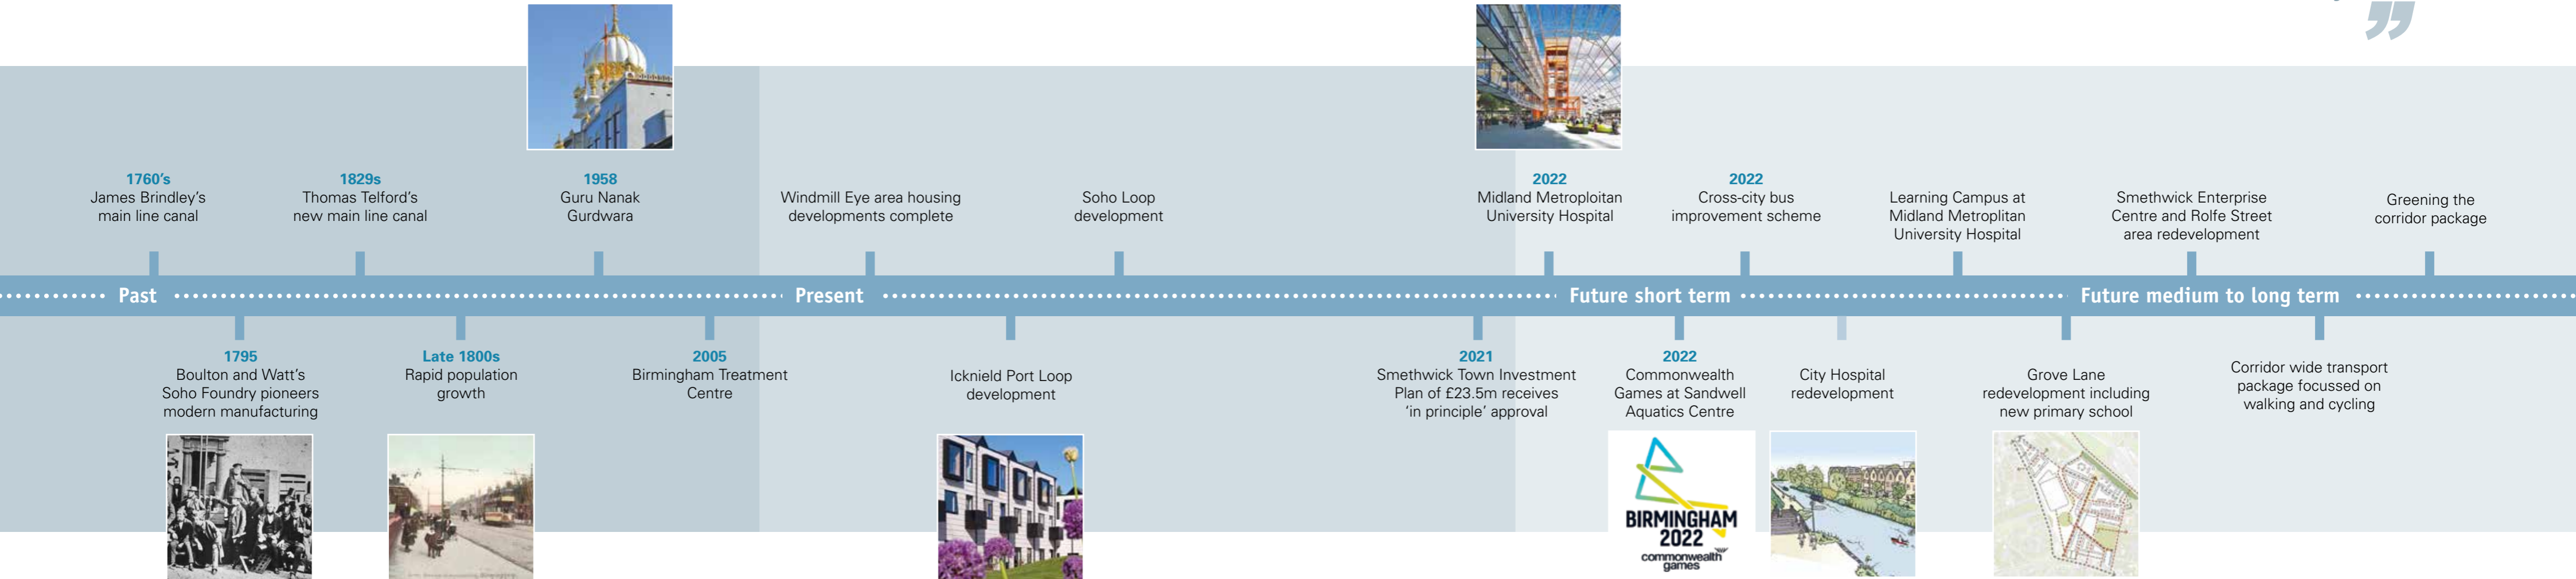 ”
1760's
James Brindley's
main line canal
1829s
Thomas Telford's
new main line canal
1958
Guru Nanak
Gurdwara
Windmill Eye area housing
developments complete
Soho Loop
development
2022
Midland Metroploitan
University Hospital
2022
Cross-city bus
improvement scheme
Learning Campus at
Midland Metroplitan
University Hospital
Smethwick Enterprise
Centre and Rolfe Street
area redevelopment
Greening the
corridor package
Past
Present
Future short term
Future medium to long term
1795
Boulton and Watt's
Soho Foundry pioneers
modern manufacturing
Late 1800s
Rapid population
growth
2005
Birmingham Treatment
Centre
Icknield Port Loop
development
2021
Smethwick Town Investment
Plan of £23.5m receives
'in principle' approval
2022
Commonwealth
Games at Sandwell
Aquatics Centre
City Hospital
redevelopment
Grove Lane
redevelopment including
new primary school
Corridor wide transport
package focussed on
walking and cycling
BIRMINGHAM
2022
commonwealth
games